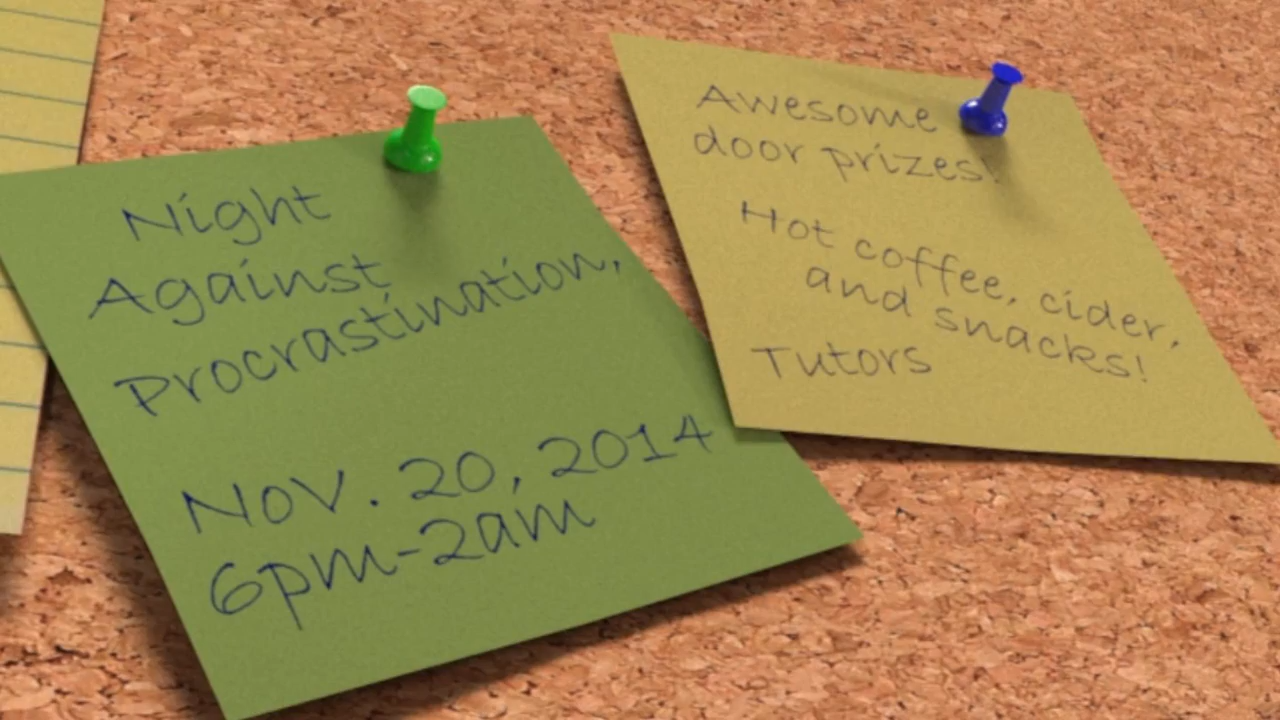 Night
Against
Procrastination,
Nov. 20, 2014
6pm-2am
Awesome
door prizes!
Hot coffee, cider,
and snacks!
Tutors